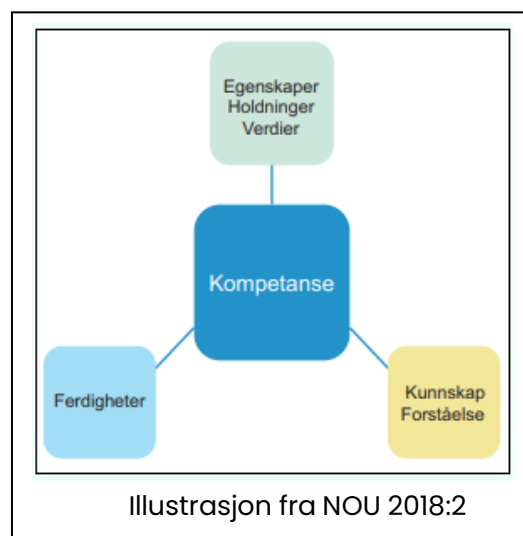 Egenskaper
Holdninger
Verdier
Kompetanse
Ferdigheter
Kunnskap
Forståelse
Illustrasjon fra NOU 2018:2